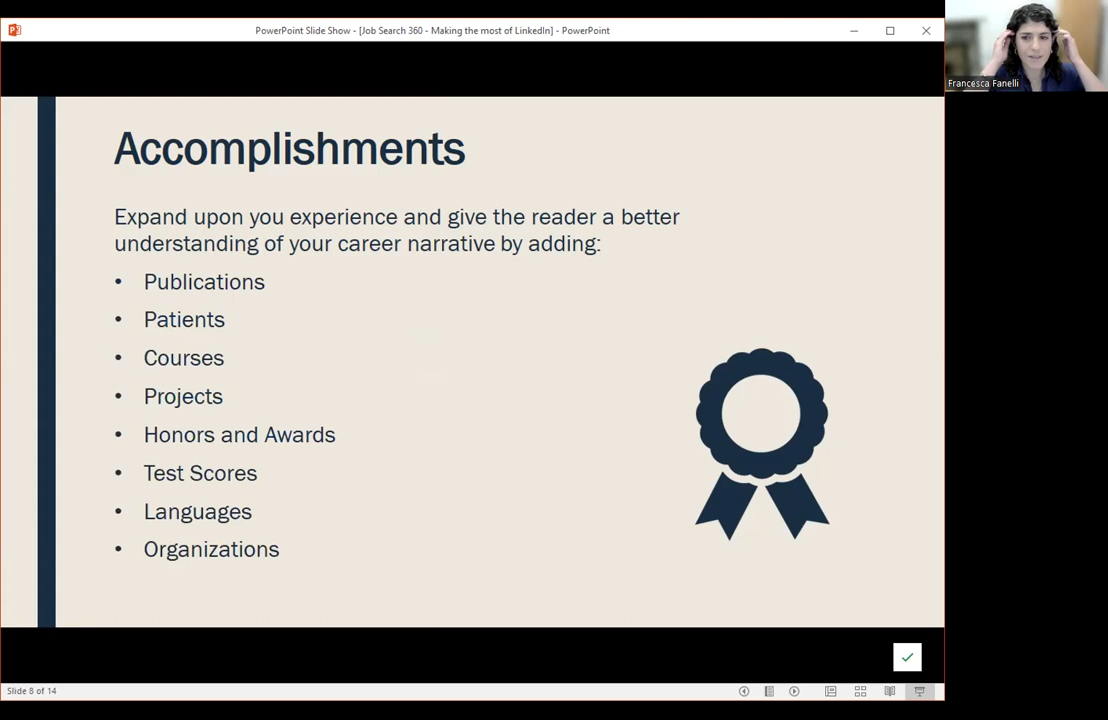 PowerPoint Slide Show - [Job Search 360 - Making the most of LinkedIn] - PowerPoint
Francesca Fanelli
Accomplishments
Expand upon you experience and give the reader a better
understanding of your career narrative by adding:
• Publications
• Patients
• Courses
• Projects
• Honors and Awards
• Test Scores
• Languages
• Organizations
Slide 8 of 14